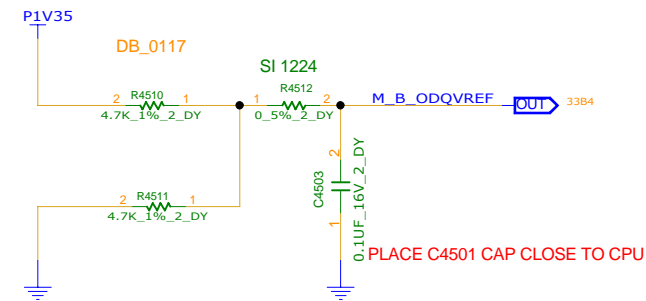 P1V35
DB_0117
SI 1224
R4510
2 1
4.7K_1%_2_DY
R4512
1 2
0_5%_2_DY
M_B_ODQVREF
OUT
33B4
R4511
2 1
4.7K_1%_2_DY
2
C4503
1
0.1UF_16V_2_DY
PLACE C4501 CAP CLOSE TO CPU